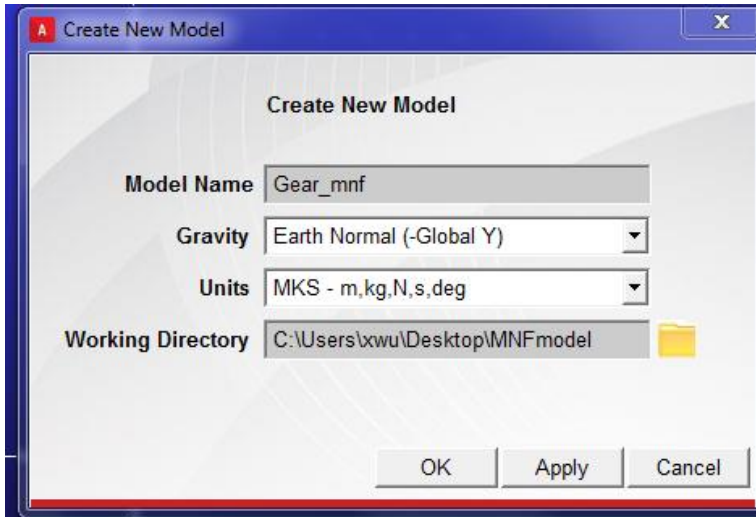 A Create New Model X
Create New Model
Model Name Gear_mnf
Gravity Earth Normal (-Global Y)
Units MKS - m,kg,N,s,deg
Working Directory C:\Users\xwu\Desktop\MNFmodel
OK Apply Cancel